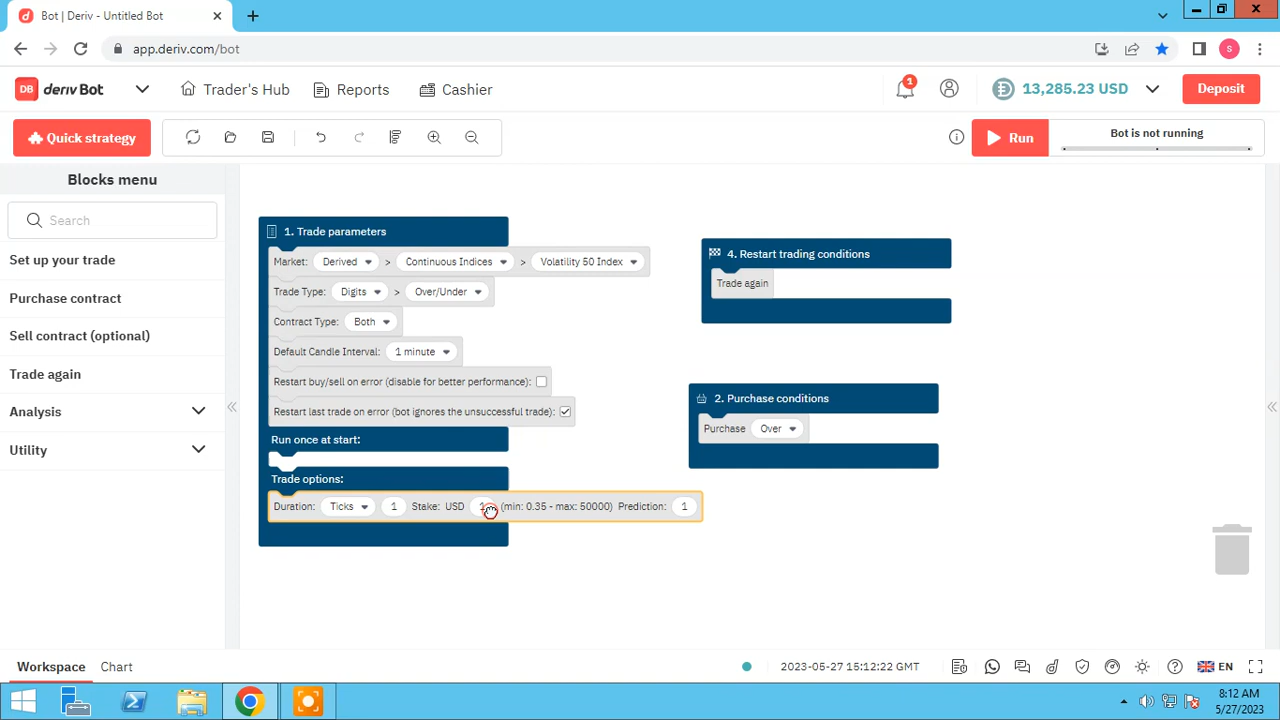 Bot | Deriv - Untitled Bot
app.deriv.com/bot
S
DB deriv Bot
Trader's Hub
Reports
Cashier
1
13,285.23 USD
Deposit
Quick strategy
Run
Bot is not running
Blocks menu
Search
Set up your trade
Purchase contract
Sell contract (optional)
Trade again
Analysis
Utility
1. Trade parameters
Market: Derived > Continuous Indices > Volatility 50 Index
Trade Type: Digits > Over/Under
Contract Type: Both
Default Candle Interval: 1 minute
Restart buy/sell on error (disable for better performance):
Restart last trade on error (bot ignores the unsuccessful trade):
Run once at start:
Trade options:
Duration: Ticks 1 Stake: USD 1 (min: 0.35 - max: 50000) Prediction: 1
4. Restart trading conditions
Trade again
2. Purchase conditions
Purchase Over
Workspace
Chart
2023-05-27 15:12:22 GMT
EN
8:12 AM
5/27/2023